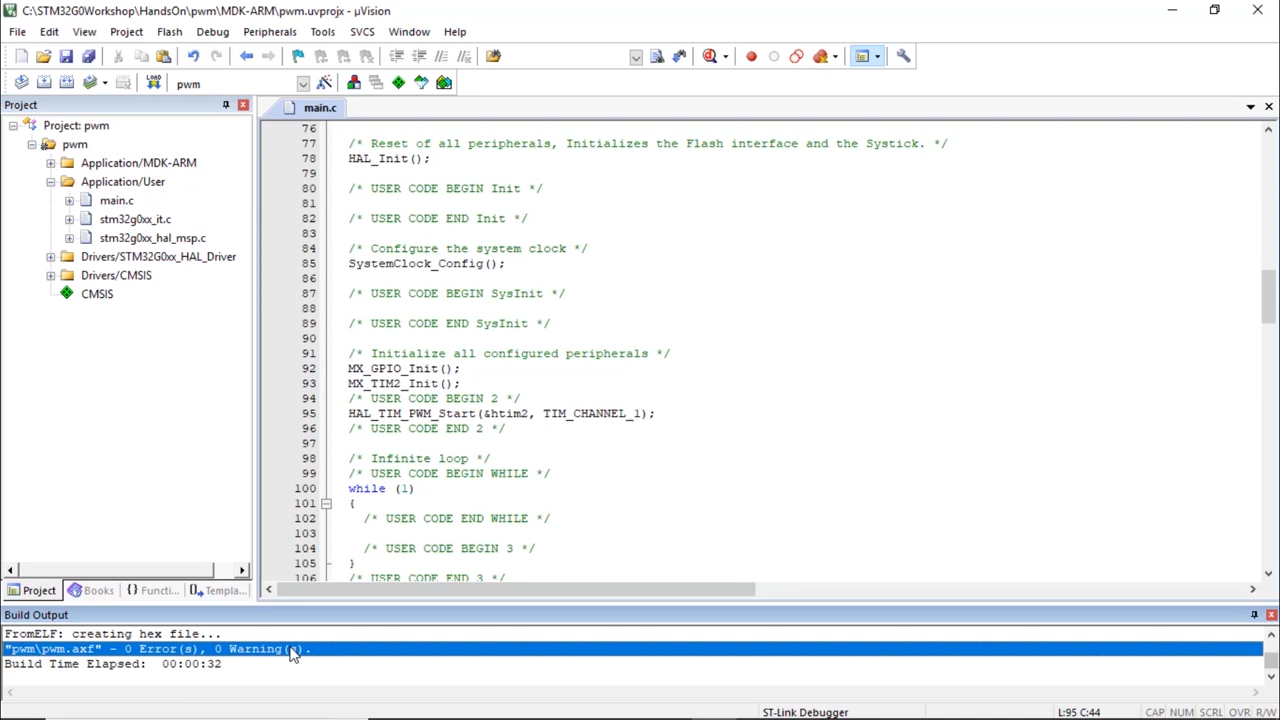 C:\STM32G0Workshop\HandsOn\pwm\MDK-ARM\pwm.uvprojx - µVision
File Edit View Project Flash Debug Peripherals Tools SVCS Window Help
LOAD
pwm
Project
main.c
Project: pwm
pwm
Application/MDK-ARM
Application/User
main.c
stm32g0xx_it.c
stm32g0xx_hal_msp.c
Drivers/STM32G0xx_HAL_Driver
Drivers/CMSIS
CMSIS
76
77 /* Reset of all peripherals, Initializes the Flash interface and the Systick. */
78 HAL_Init();
79
80 /* USER CODE BEGIN Init */
81
82 /* USER CODE END Init */
83
84 /* Configure the system clock */
85 SystemClock_Config();
86
87 /* USER CODE BEGIN SysInit */
88
89 /* USER CODE END SysInit */
90
91 /* Initialize all configured peripherals */
92 MX_GPIO_Init();
93 MX_TIM2_Init();
94 /* USER CODE BEGIN 2 */
95 HAL_TIM_PWM_Start(&htim2, TIM_CHANNEL_1);
96 /* USER CODE END 2 */
97
98 /* Infinite loop */
99 /* USER CODE BEGIN WHILE */
100 while (1)
101 {
102 /* USER CODE END WHILE */
103
104 /* USER CODE BEGIN 3 */
105 }
106 /* USER CODE END 3 */
Project Books {} Functi... Templa...
Build Output
FromELF: creating hex file...
"pwm\pwm.axf" - 0 Error(s), 0 Warning(s).
Build Time Elapsed: 00:00:32
ST-Link Debugger L:95 C:44 CAP NUM SCRL OVR R/W